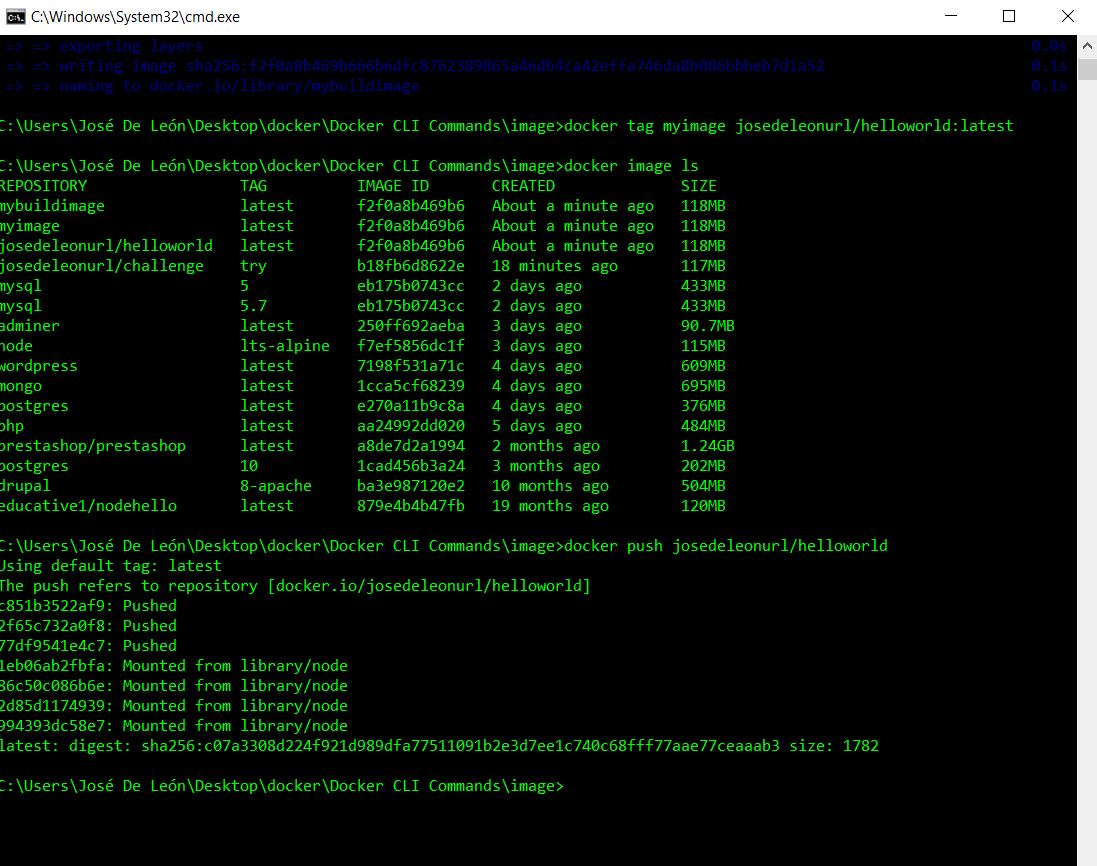 C:\Windows\System32\cmd.exe
=> => exporting layers 0.0s
=> => writing image sha256:f2f0a8b469b666b6dfc8762389865a46db4ca42effa746da8b086bbbeb7d1a52 0.1s
=> => naming to docker.io/library/mybuildimage 0.1s
C:\Users\José De León\Desktop\docker\Docker CLI Commands\image>docker tag myimage josedeleonurl/helloworld:latest
C:\Users\José De León\Desktop\docker\Docker CLI Commands\image>docker image ls
REPOSITORY TAG IMAGE ID CREATED SIZE
mybuildimage latest f2f0a8b469b6 About a minute ago 118MB
myimage latest f2f0a8b469b6 About a minute ago 118MB
josedeleonurl/helloworld latest f2f0a8b469b6 About a minute ago 118MB
josedeleonurl/challenge try b18fb6d8622e 18 minutes ago 117MB
mysql 5 eb175b0743cc 2 days ago 433MB
mysql 5.7 eb175b0743cc 2 days ago 433MB
adminer latest 250ff692aeba 3 days ago 90.7MB
node lts-alpine f7ef5856dc1f 3 days ago 115MB
wordpress latest 7198f531a71c 4 days ago 609MB
mongo latest 1cca5cf68239 4 days ago 695MB
postgres latest e270a11b9c8a 4 days ago 376MB
php latest aa24992dd020 5 days ago 484MB
prestashop/prestashop latest a8de7d2a1994 2 months ago 1.24GB
postgres 10 1cad456b3a24 3 months ago 202MB
drupal 8-apache ba3e987120e2 10 months ago 504MB
educative1/nodehello latest 879e4b4b47fb 19 months ago 120MB
C:\Users\José De León\Desktop\docker\Docker CLI Commands\image>docker push josedeleonurl/helloworld
Using default tag: latest
The push refers to repository [docker.io/josedeleonurl/helloworld]
c851b3522af9: Pushed
2f65c732a0f8: Pushed
77df9541e4c7: Pushed
1eb06ab2fbfa: Mounted from library/node
86c50c086b6e: Mounted from library/node
2d85d1174939: Mounted from library/node
994393dc58e7: Mounted from library/node
latest: digest: sha256:c07a3308d224f921d989dfa77511091b2e3d7ee1c740c68fff77aae77ceaaab3 size: 1782
C:\Users\José De León\Desktop\docker\Docker CLI Commands\image>